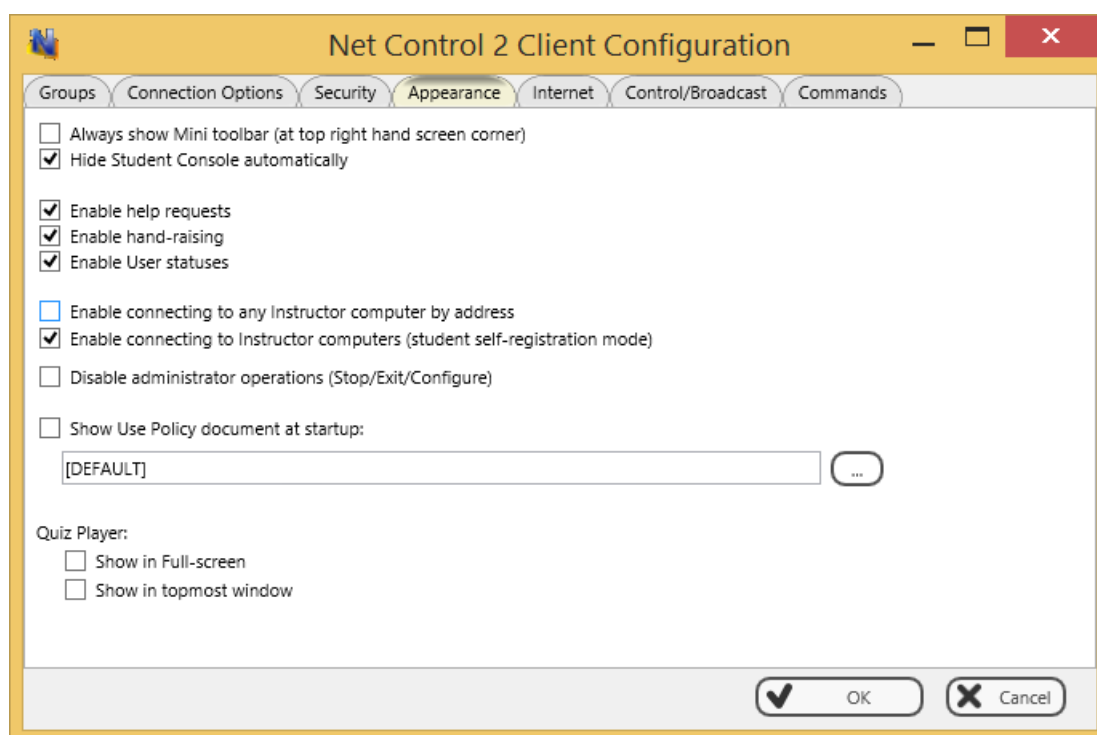 Net Control 2 Client Configuration
Groups Connection Options Security Appearance Internet Control/Broadcast Commands
Always show Mini toolbar (at top right hand screen corner)
Hide Student Console automatically
Enable help requests
Enable hand-raising
Enable User statuses
Enable connecting to any Instructor computer by address
Enable connecting to Instructor computers (student self-registration mode)
Disable administrator operations (Stop/Exit/Configure)
Show Use Policy document at startup:
[DEFAULT] ...
Quiz Player:
Show in Full-screen
Show in topmost window
OK Cancel